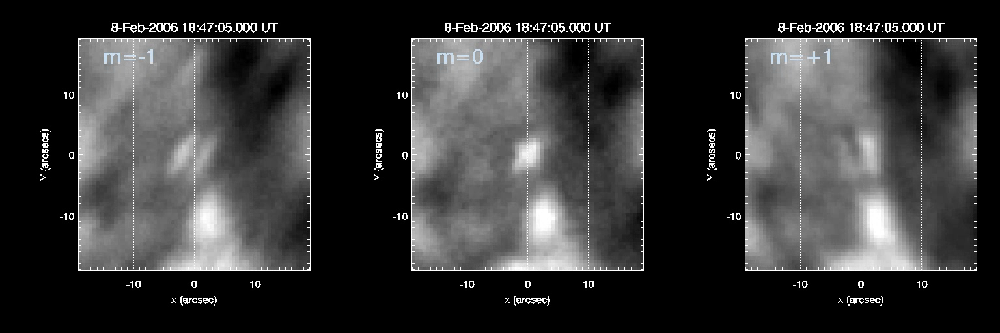 8-Feb-2006 18:47:05.000 UT
m=-1
10
0
-10
Y (arcsecs)
-10 0 10
x (arcsec)
8-Feb-2006 18:47:05.000 UT
m=0
10
0
-10
Y (arcsecs)
-10 0 10
x (arcsec)
8-Feb-2006 18:47:05.000 UT
m=+1
10
0
-10
Y (arcsecs)
-10 0 10
x (arcsec)